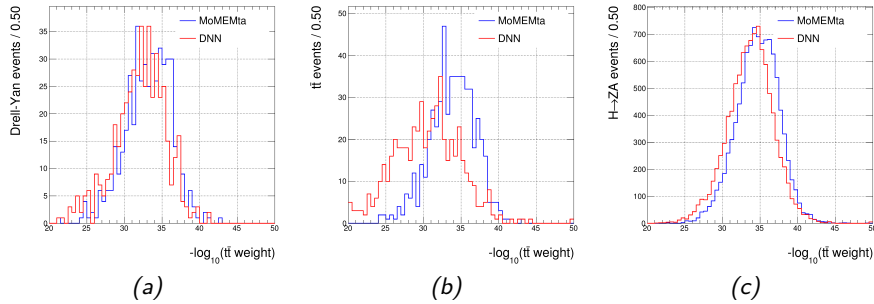 Drell-Yan events / 0.50
35
30
25
20
15
10
5
0
MoMEMta
DNN
20 25 30 35 40 45 50
-log10(tt̄ weight)
(a)
tt̄ events / 0.50
50
40
30
20
10
0
MoMEMta
DNN
20 25 30 35 40 45 50
-log10(tt̄ weight)
(b)
H→ZA events / 0.50
800
700
600
500
400
300
200
100
0
MoMEMta
DNN
20 25 30 35 40 45 50
-log10(tt̄ weight)
(c)